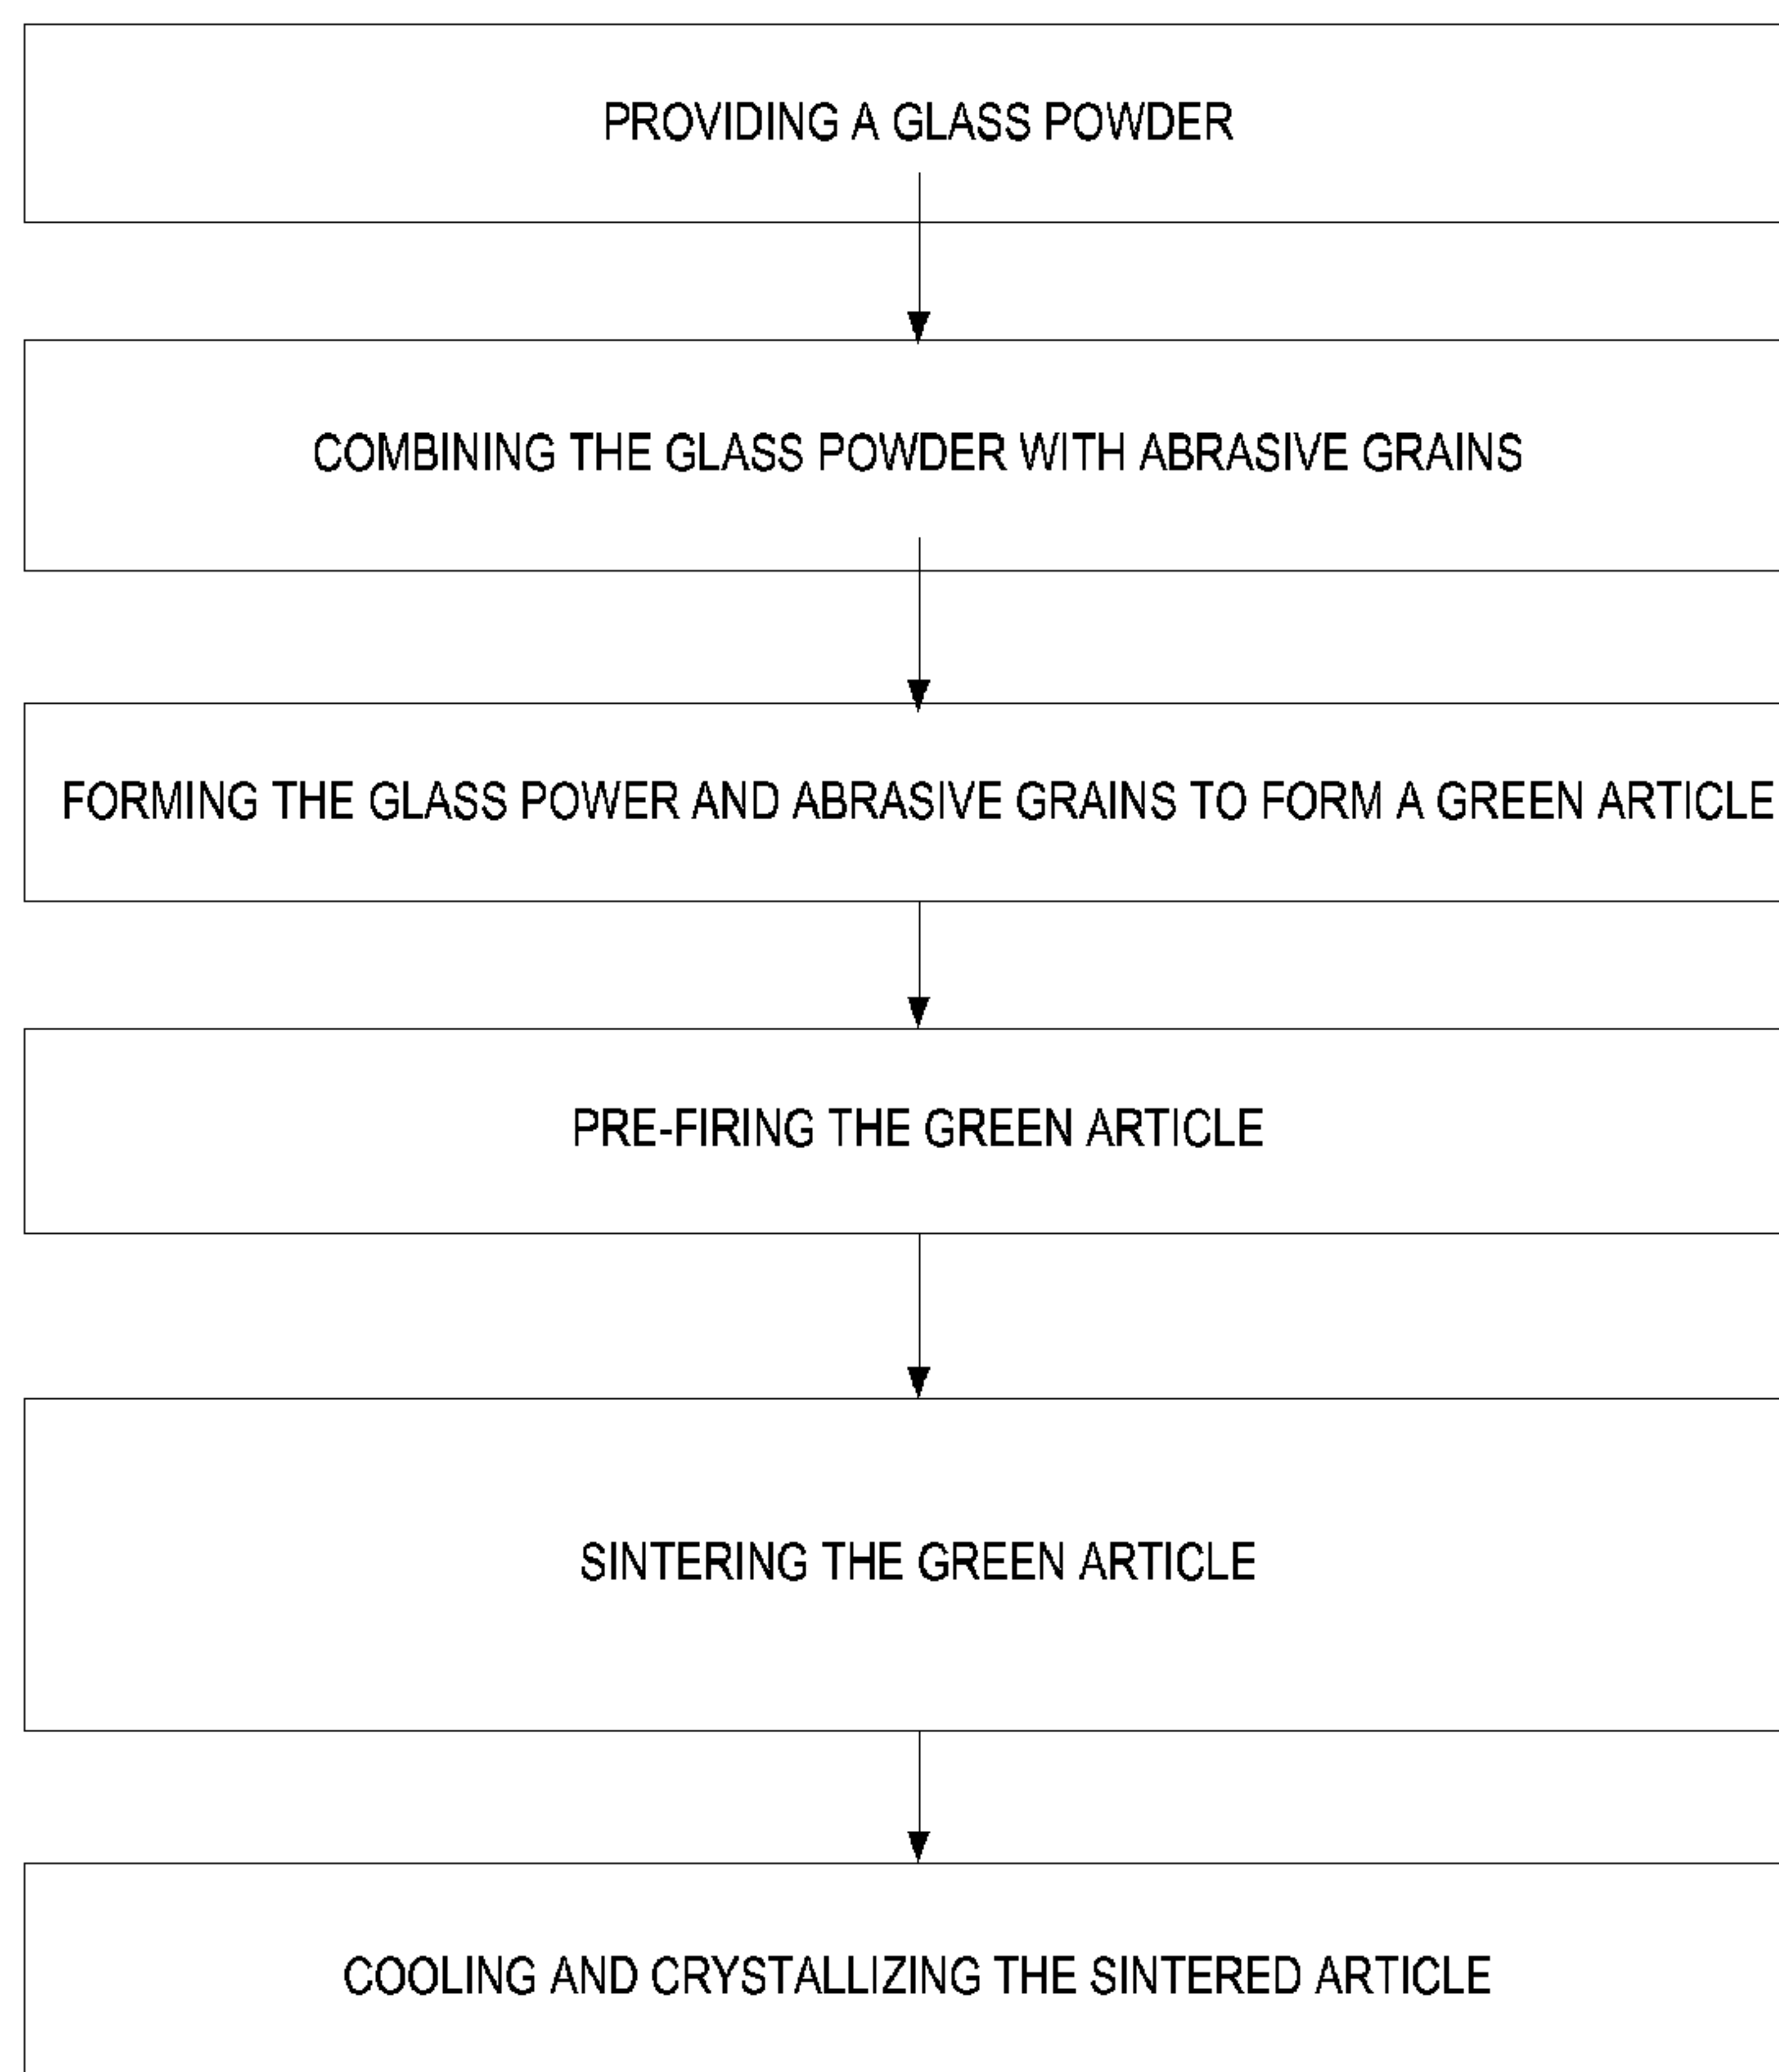 PROVIDING A GLASS POWDER
COMBINING THE GLASS POWDER WITH ABRASIVE GRAINS
FORMING THE GLASS POWER AND ABRASIVE GRAINS TO FORM A GREEN ARTICLE
PRE-FIRING THE GREEN ARTICLE
SINTERING THE GREEN ARTICLE
COOLING AND CRYSTALLIZING THE SINTERED ARTICLE